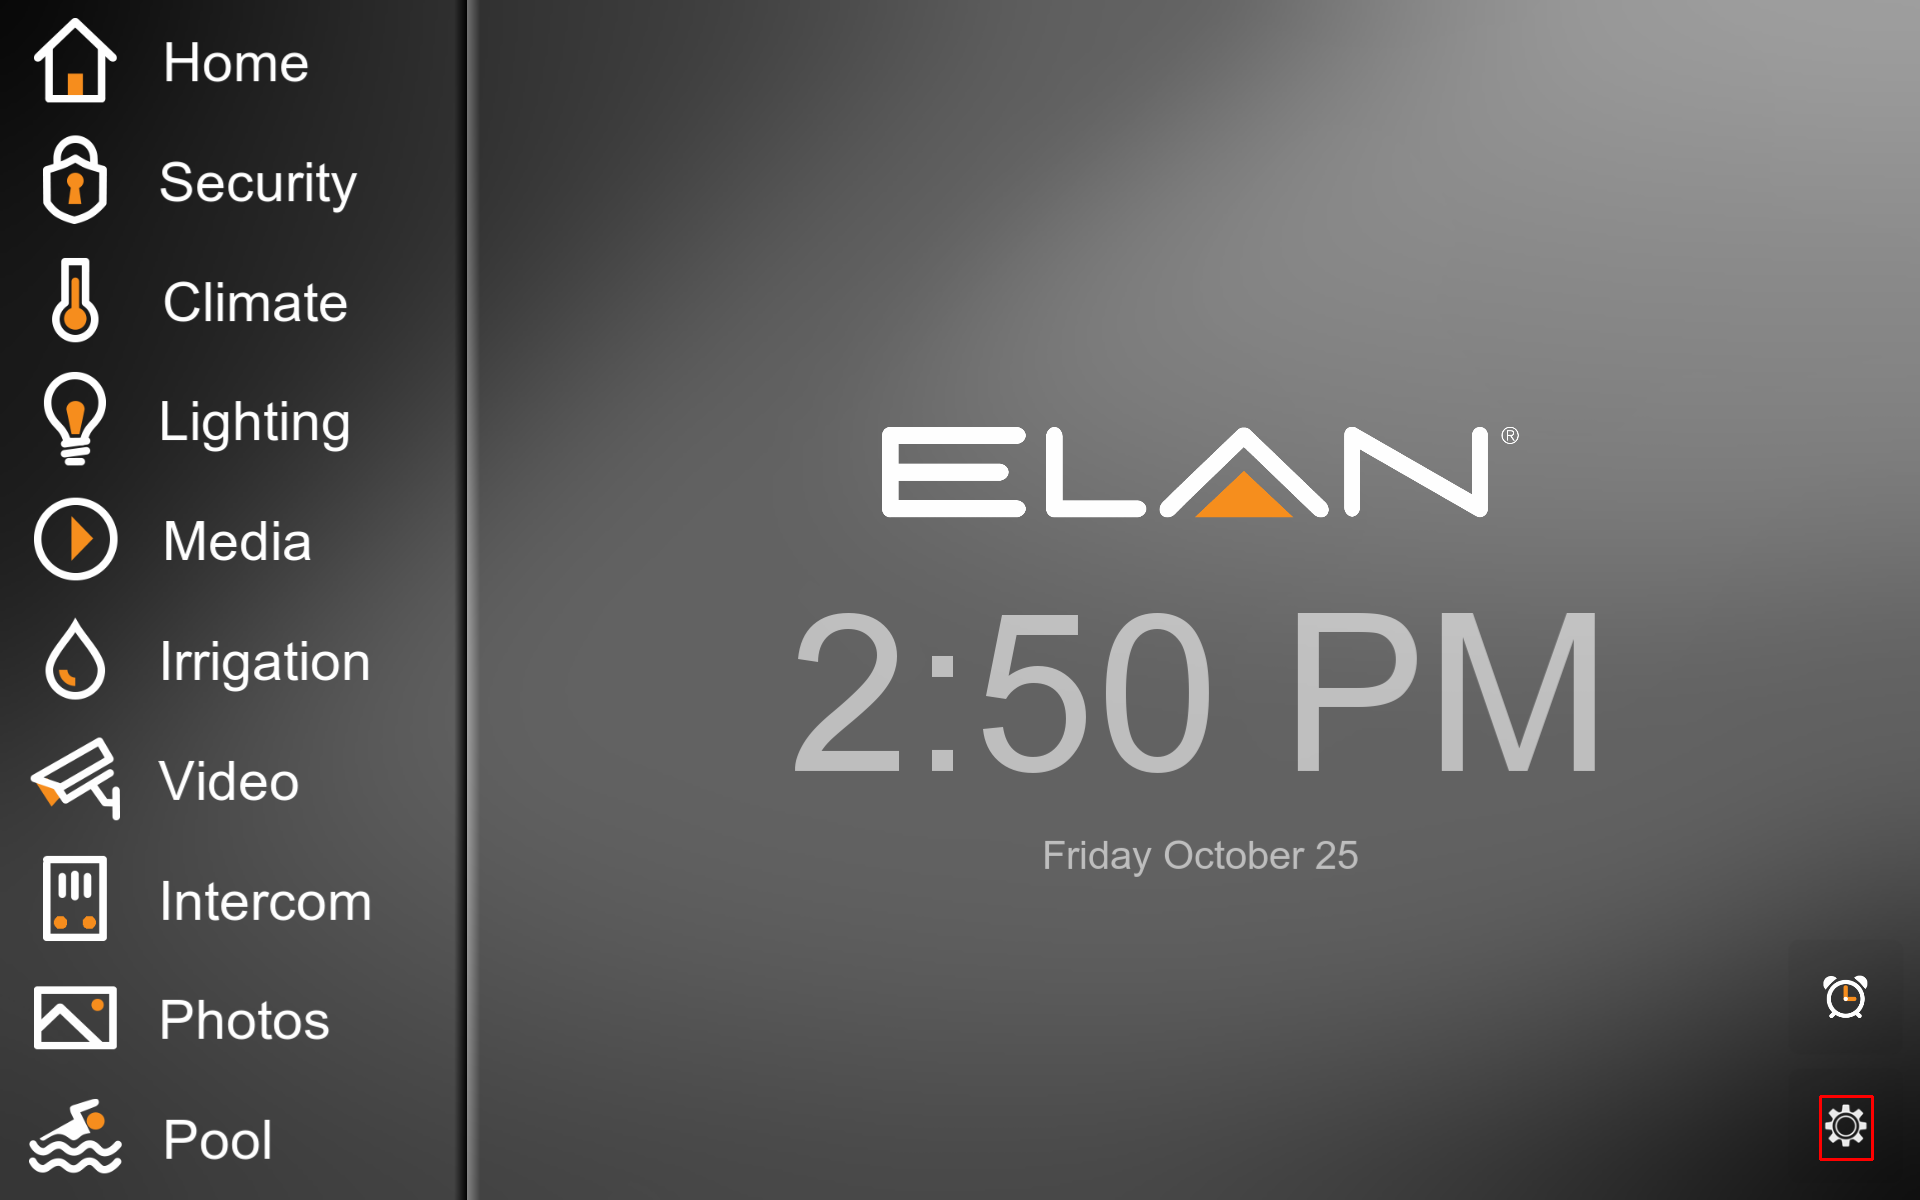 Home
Security
Climate
Lighting
Media
Irrigation
Video
Intercom
Photos
Pool
ELAN®
2:50 PM
Friday October 25